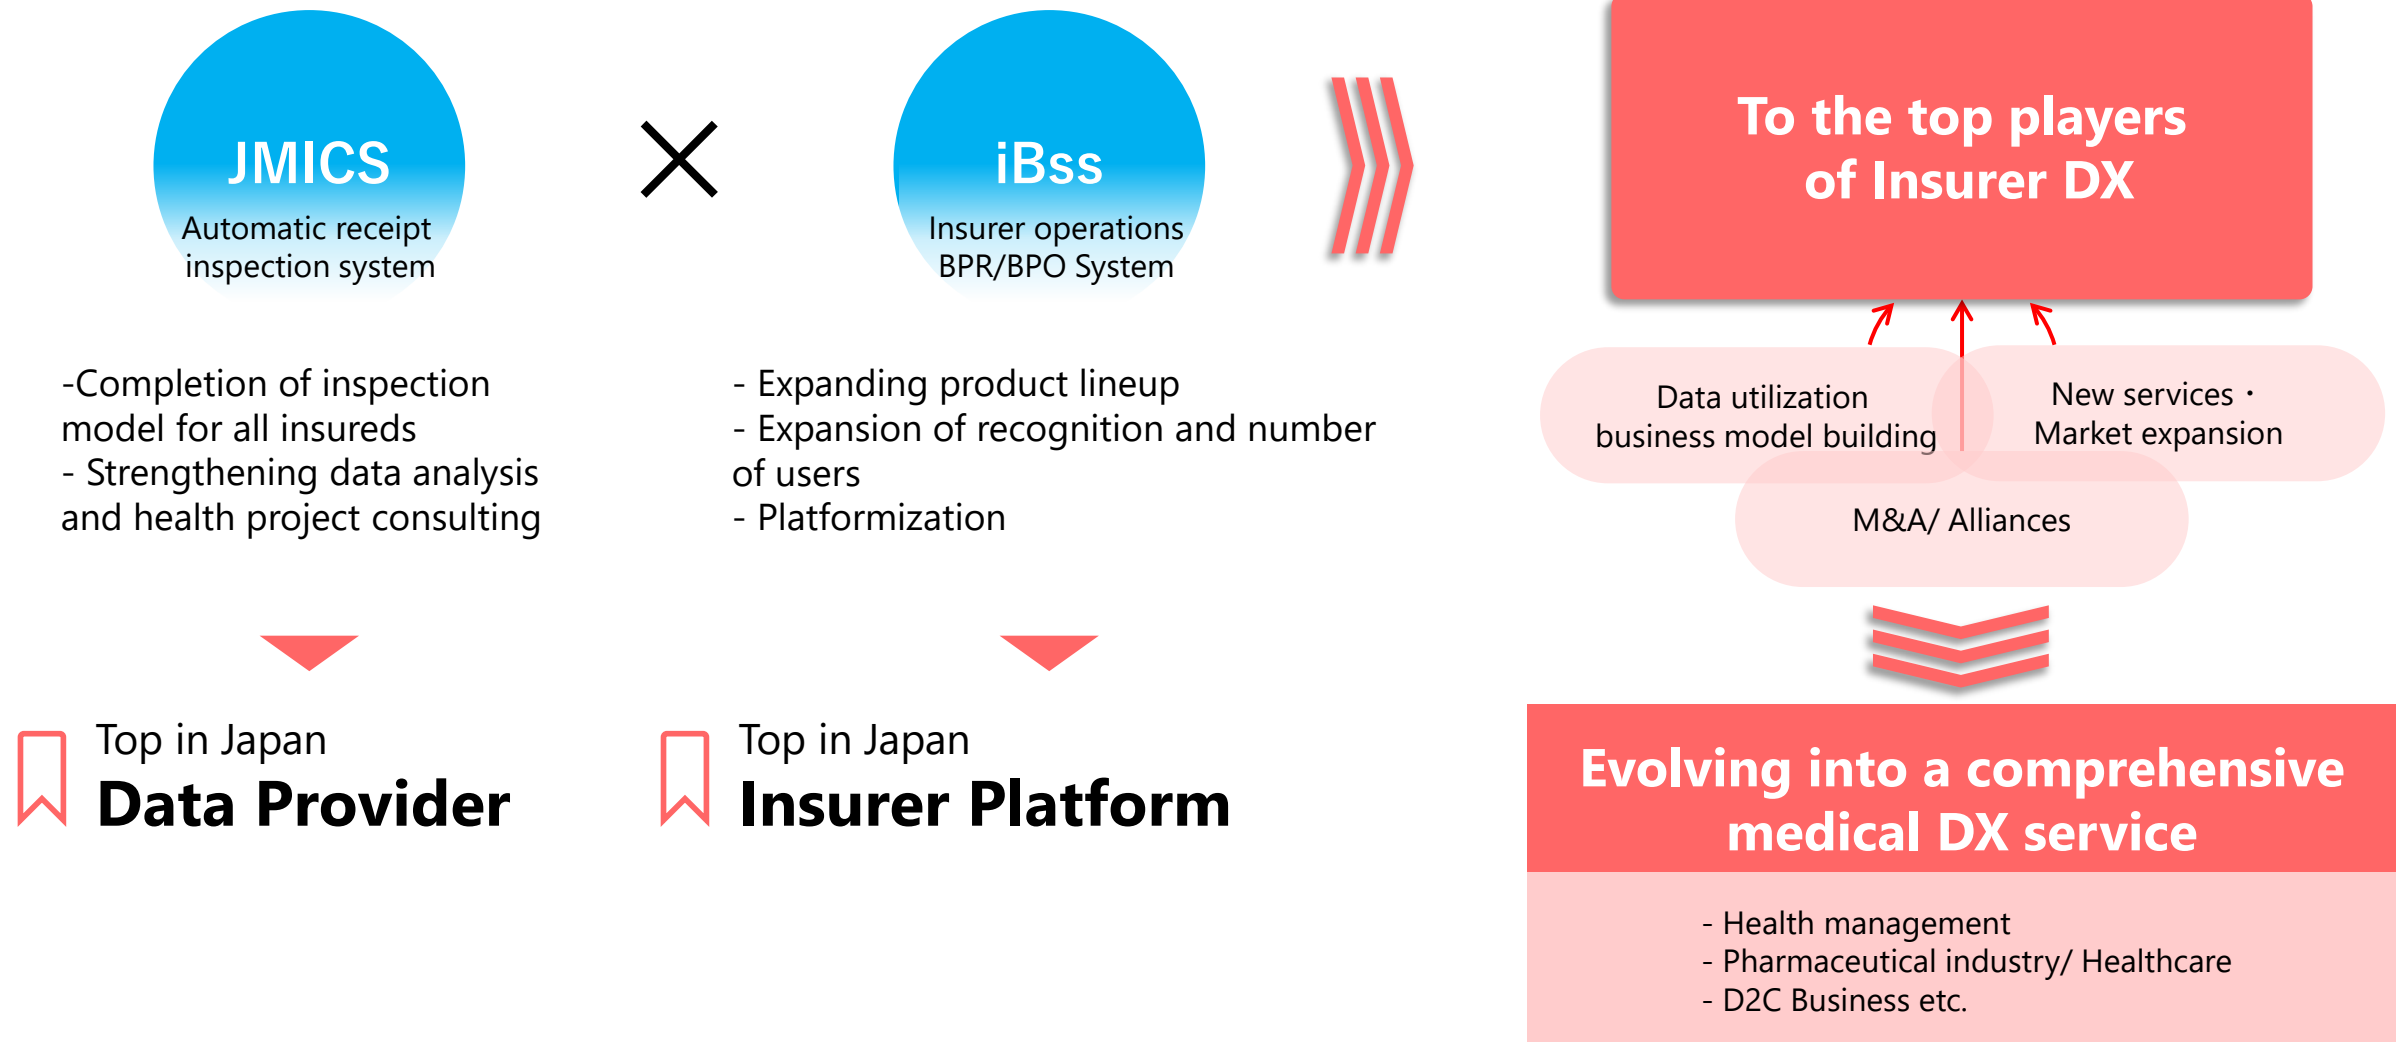 JMICS
Automatic receipt
inspection system
iBss
Insurer operations
BPR/BPO System
To the top players
of Insurer DX
-Completion of inspection
model for all insureds
- Strengthening data analysis
and health project consulting
- Expanding product lineup
- Expansion of recognition and number
of users
- Platformization
Data utilization
business model building
New services・
Market expansion
M&A/ Alliances
Top in Japan
Data Provider
Top in Japan
Insurer Platform
Evolving into a comprehensive
medical DX service
- Health management
- Pharmaceutical industry/ Healthcare
- D2C Business etc.